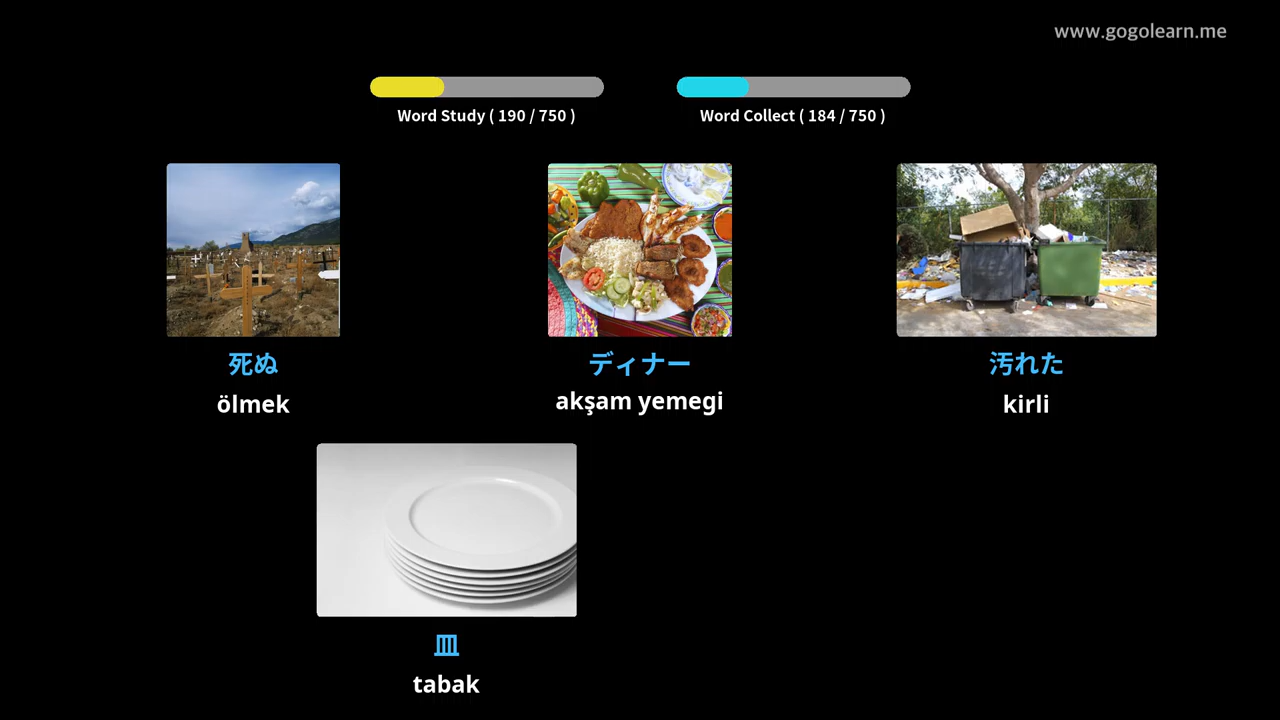 www.gogolearn.me
Word Study ( 190 / 750 )
Word Collect ( 184 / 750 )
死ぬ
ディナー
汚れた
ölmek
akşam yemegi
kirli
皿
tabak